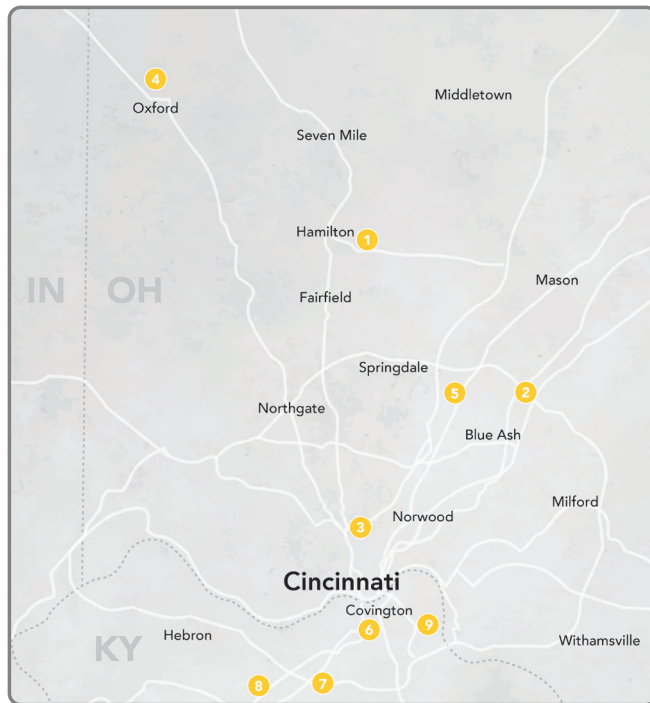 4
Oxford
Middletown
Seven Mile
Hamilton
1
IN
OH
Mason
Fairfield
Springdale
5
2
Northgate
Blue Ash
Milford
3
Norwood
Cincinnati
Covington
6
9
Hebron
KY
Withamsville
8
7